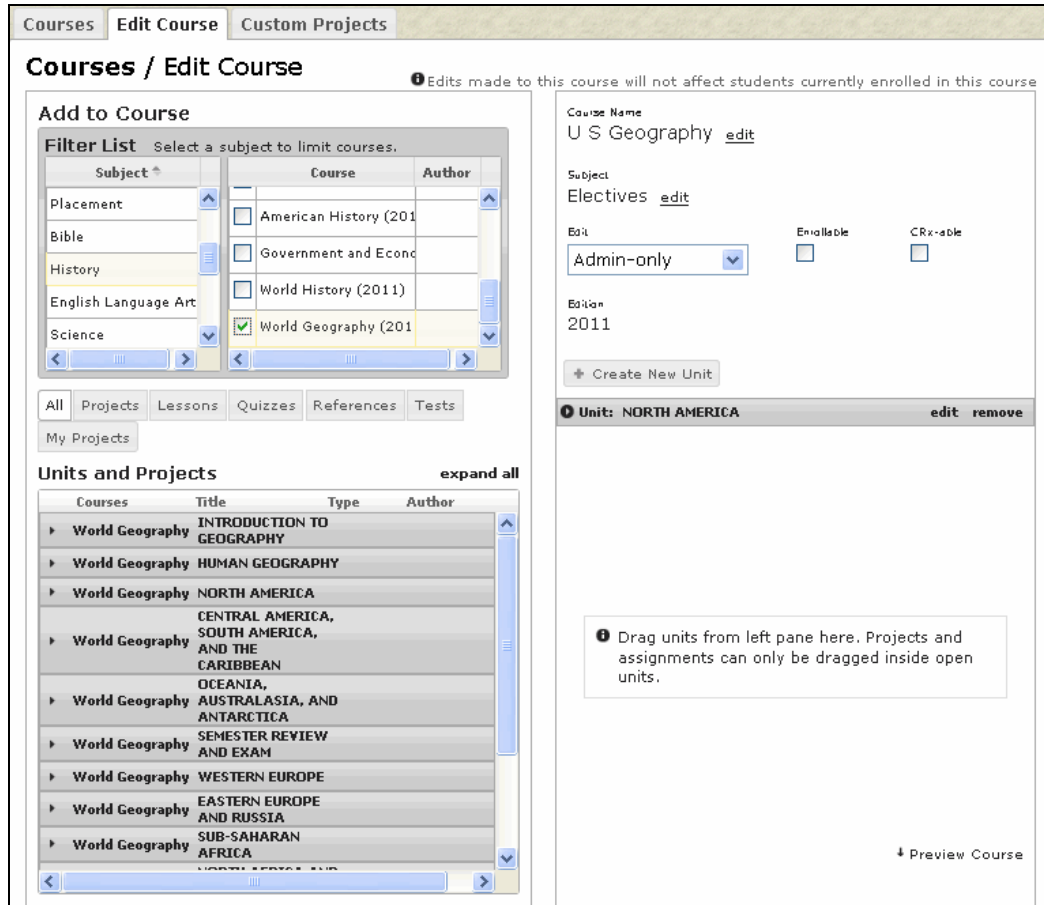 Courses Edit Course Custom Projects
Courses / Edit Course
Edits made to this course will not affect students currently enrolled in this course
Add to Course
Filter List Select a subject to limit courses.
Subject Course Author
Placement
Bible
History
English Language Art
Science
American History (201
Government and Econo
World History (2011)
World Geography (201
All Projects Lessons Quizzes References Tests
My Projects
Units and Projects expand all
Courses Title Type Author
World Geography INTRODUCTION TO
GEOGRAPHY
World Geography HUMAN GEOGRAPHY
World Geography NORTH AMERICA
World Geography CENTRAL AMERICA,
SOUTH AMERICA,
AND THE
CARIBBEAN
World Geography OCEANIA,
AUSTRALASIA, AND
ANTARCTICA
World Geography SEMESTER REVIEW
AND EXAM
World Geography WESTERN EUROPE
World Geography EASTERN EUROPE
AND RUSSIA
World Geography SUB-SAHARAN
AFRICA
Course Name
U S Geography edit
Subject
Electives edit
Edit Enrollable CRx-able
Admin-only
Edition
2011
+ Create New Unit
Unit: NORTH AMERICA edit remove
Drag units from left pane here. Projects and
assignments can only be dragged inside open
units.
Preview Course